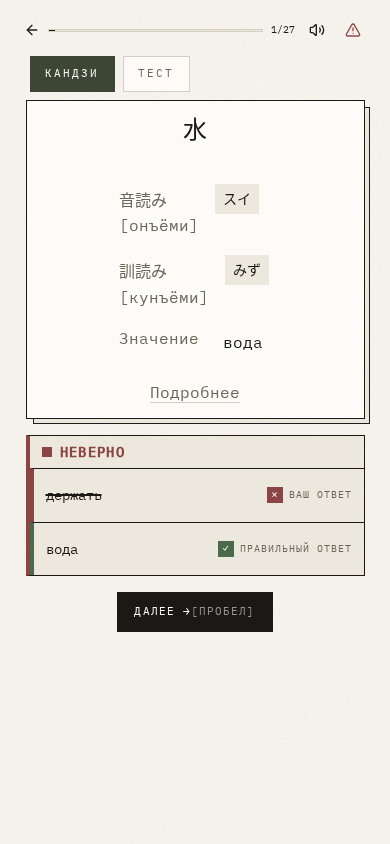 ← 1/27
КАНДЗИ ТЕСТ
水
音読み スイ
[онъёми]
訓読み みず
[кунъёми]
Значение вода
Подробнее
НЕВЕРНО
держать ВАШ ОТВЕТ
вода ПРАВИЛЬНЫЙ ОТВЕТ
ДАЛЕЕ →[ПРОБЕЛ]